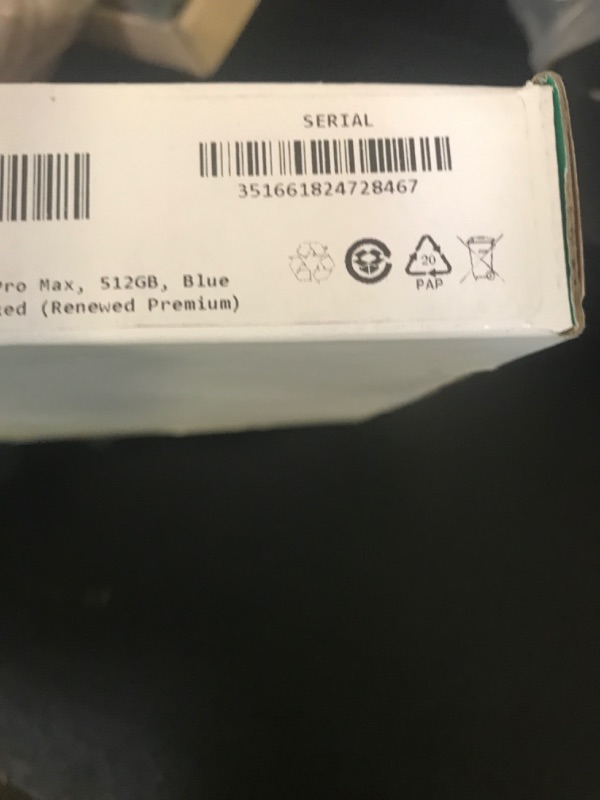 SERIAL
351661824728467
20
PAP
Pro Max, 512GB, Blue
ed (Renewed Premium)